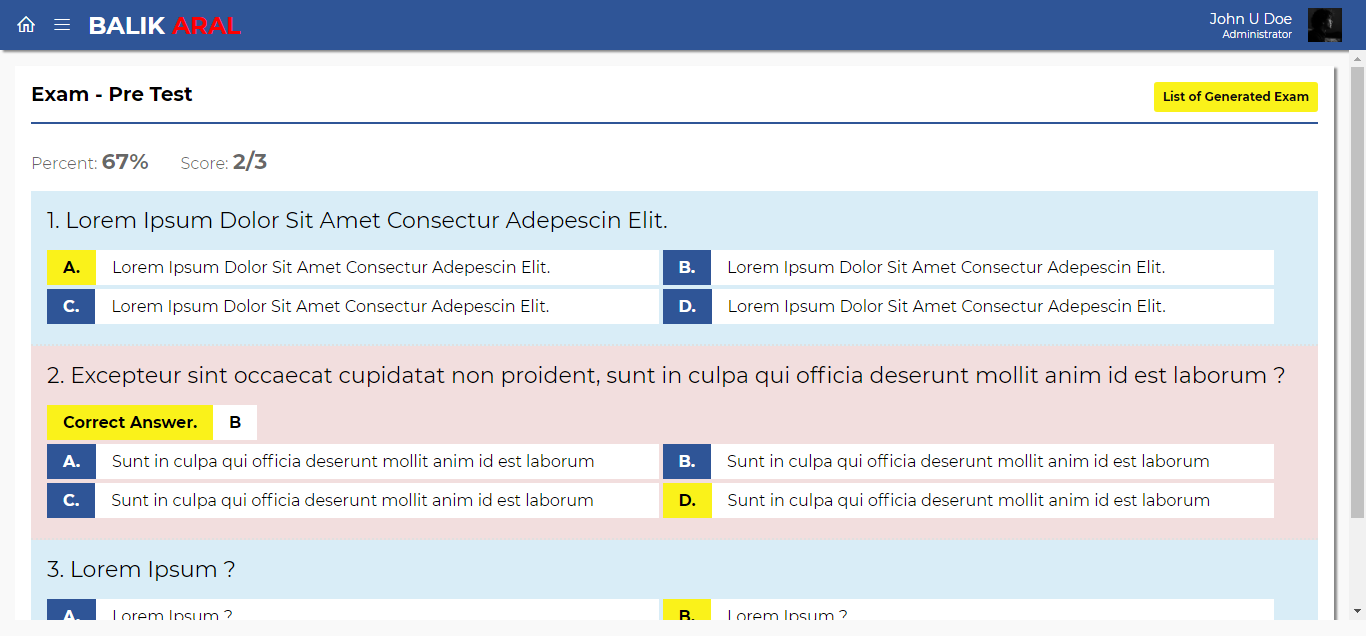 BALIK ARAL
John U Doe
Administrator
Exam - Pre Test
List of Generated Exam
Percent: 67% Score: 2/3
1. Lorem Ipsum Dolor Sit Amet Consectur Adepescin Elit.
A. Lorem Ipsum Dolor Sit Amet Consectur Adepescin Elit.
B. Lorem Ipsum Dolor Sit Amet Consectur Adepescin Elit.
C. Lorem Ipsum Dolor Sit Amet Consectur Adepescin Elit.
D. Lorem Ipsum Dolor Sit Amet Consectur Adepescin Elit.
2. Excepteur sint occaecat cupidatat non proident, sunt in culpa qui officia deserunt mollit anim id est laborum ?
Correct Answer. B
A. Sunt in culpa qui officia deserunt mollit anim id est laborum
B. Sunt in culpa qui officia deserunt mollit anim id est laborum
C. Sunt in culpa qui officia deserunt mollit anim id est laborum
D. Sunt in culpa qui officia deserunt mollit anim id est laborum
3. Lorem Ipsum ?
A. Lorem Ipsum ?
B. Lorem Ipsum ?